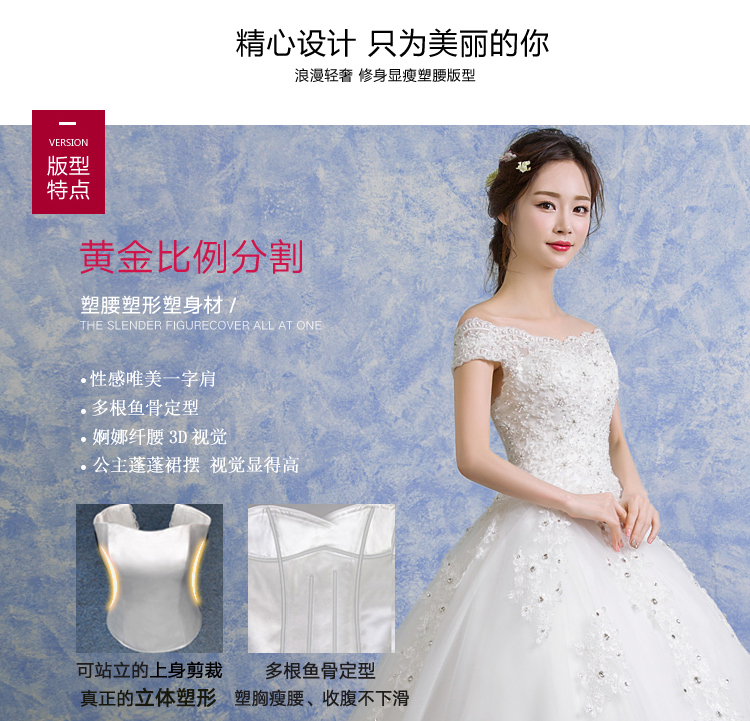 精心设计 只为美丽的你
浪漫轻奢 修身显瘦塑腰版型
VERSION
版型
特点
黄金比例分割
塑腰塑形塑身材 /
THE SLENDER FIGURECOVER ALL AT ONE
•性感唯美一字肩
•多根鱼骨定型
•婀娜纤腰 3D 视觉
•公主蓬蓬裙摆 视觉显得高
可站立的上身剪裁
真正的立体塑形
多根鱼骨定型
塑胸瘦腰、收腹不下滑